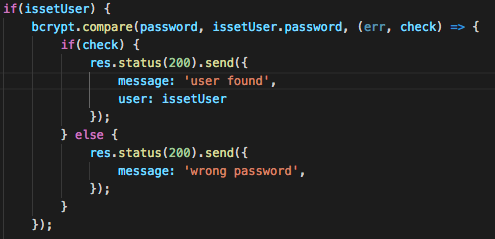 if(issetUser) {
bcrypt.compare(password, issetUser.password, (err, check) => {
if(check) {
res.status(200).send({
message: 'user found',
user: issetUser
});
} else {
res.status(200).send({
message: 'wrong password',
});
}
});